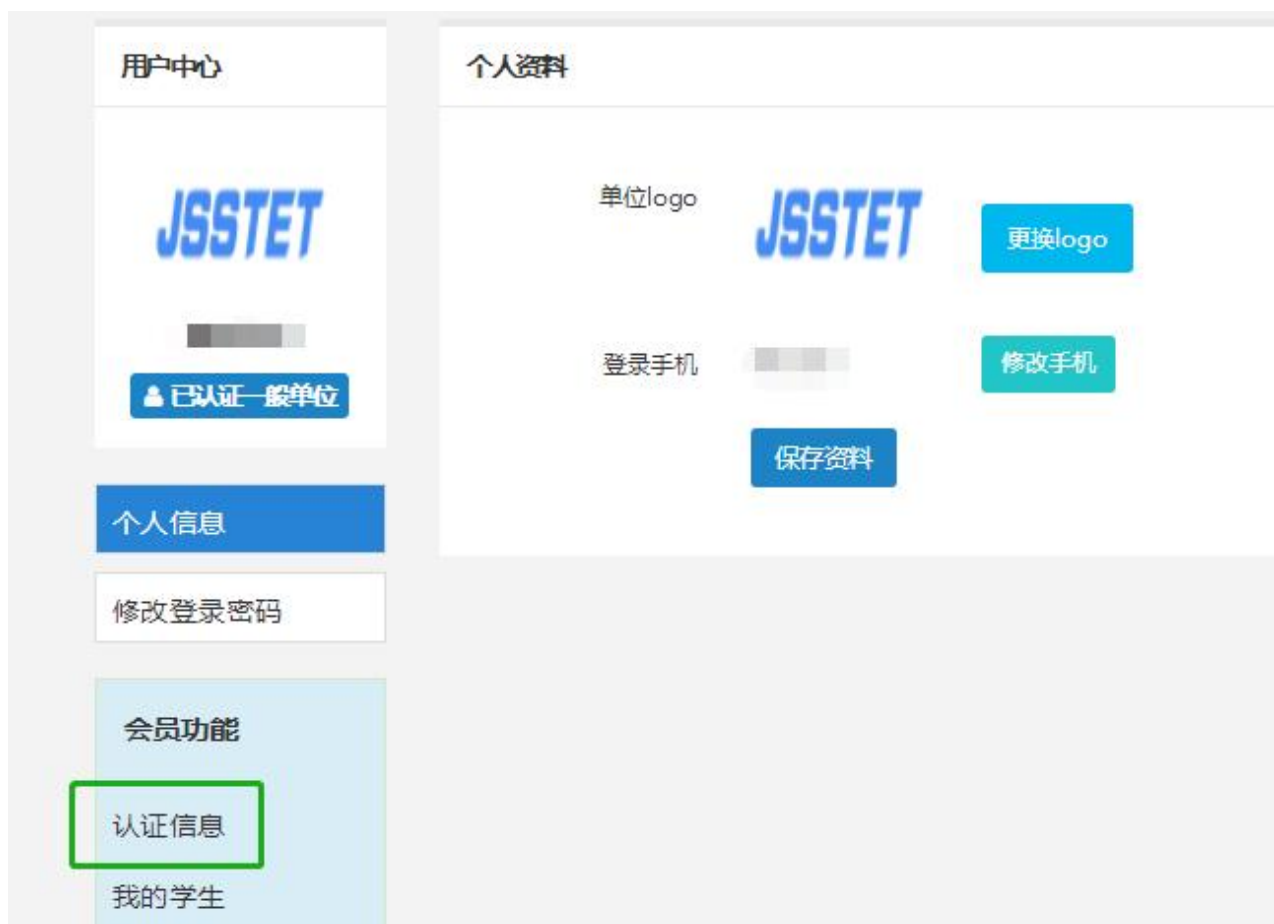 用户中心
JSSTET
已认证一般单位
个人信息
修改登录密码
会员功能
认证信息
我的学生
个人资料
单位logo
JSSTET
更换logo
登录手机
修改手机
保存资料